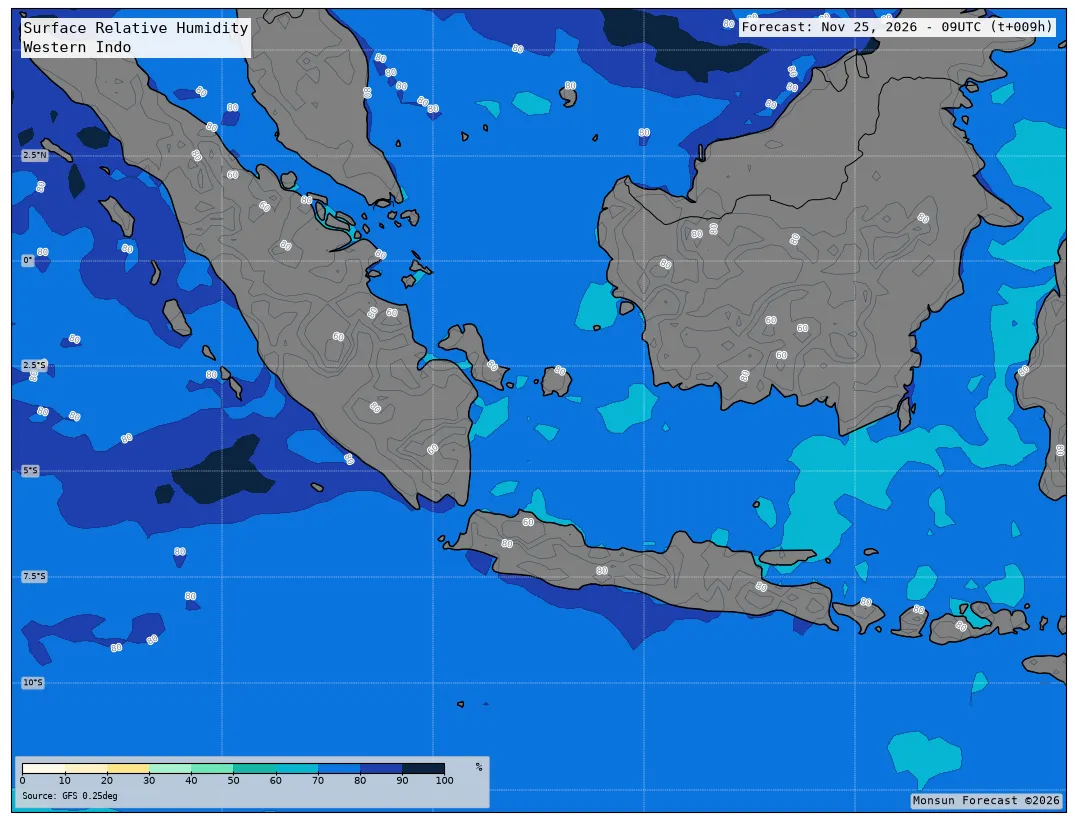 Surface Relative Humidity
Western Indo
Forecast: Nov 25, 2026 - 09UTC (t+009h)
2.5°N
0°
2.5°S
5°S
7.5°S
10°S
0 10 20 30 40 50 60 70 80 90 100 %
Source: GFS 0.25deg
Monsun Forecast ©2026